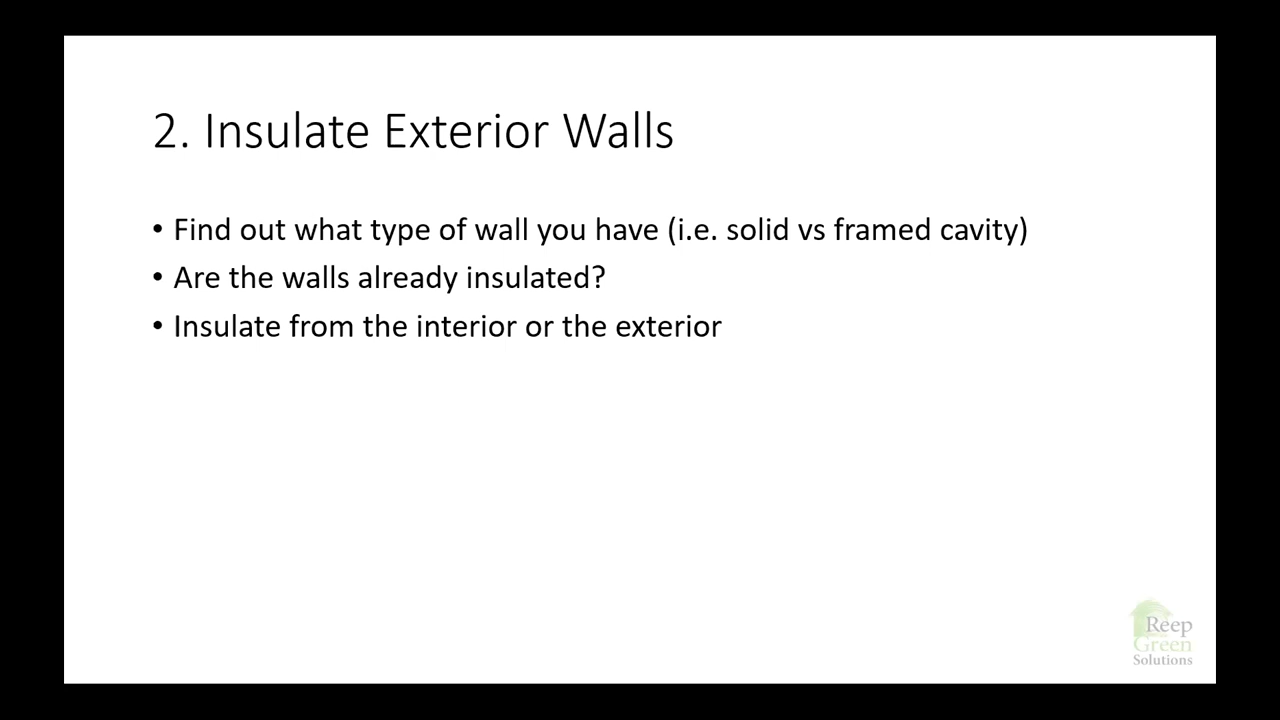 2. Insulate Exterior Walls
• Find out what type of wall you have (i.e. solid vs framed cavity)
• Are the walls already insulated?
• Insulate from the interior or the exterior
Reep
Green
Solutions